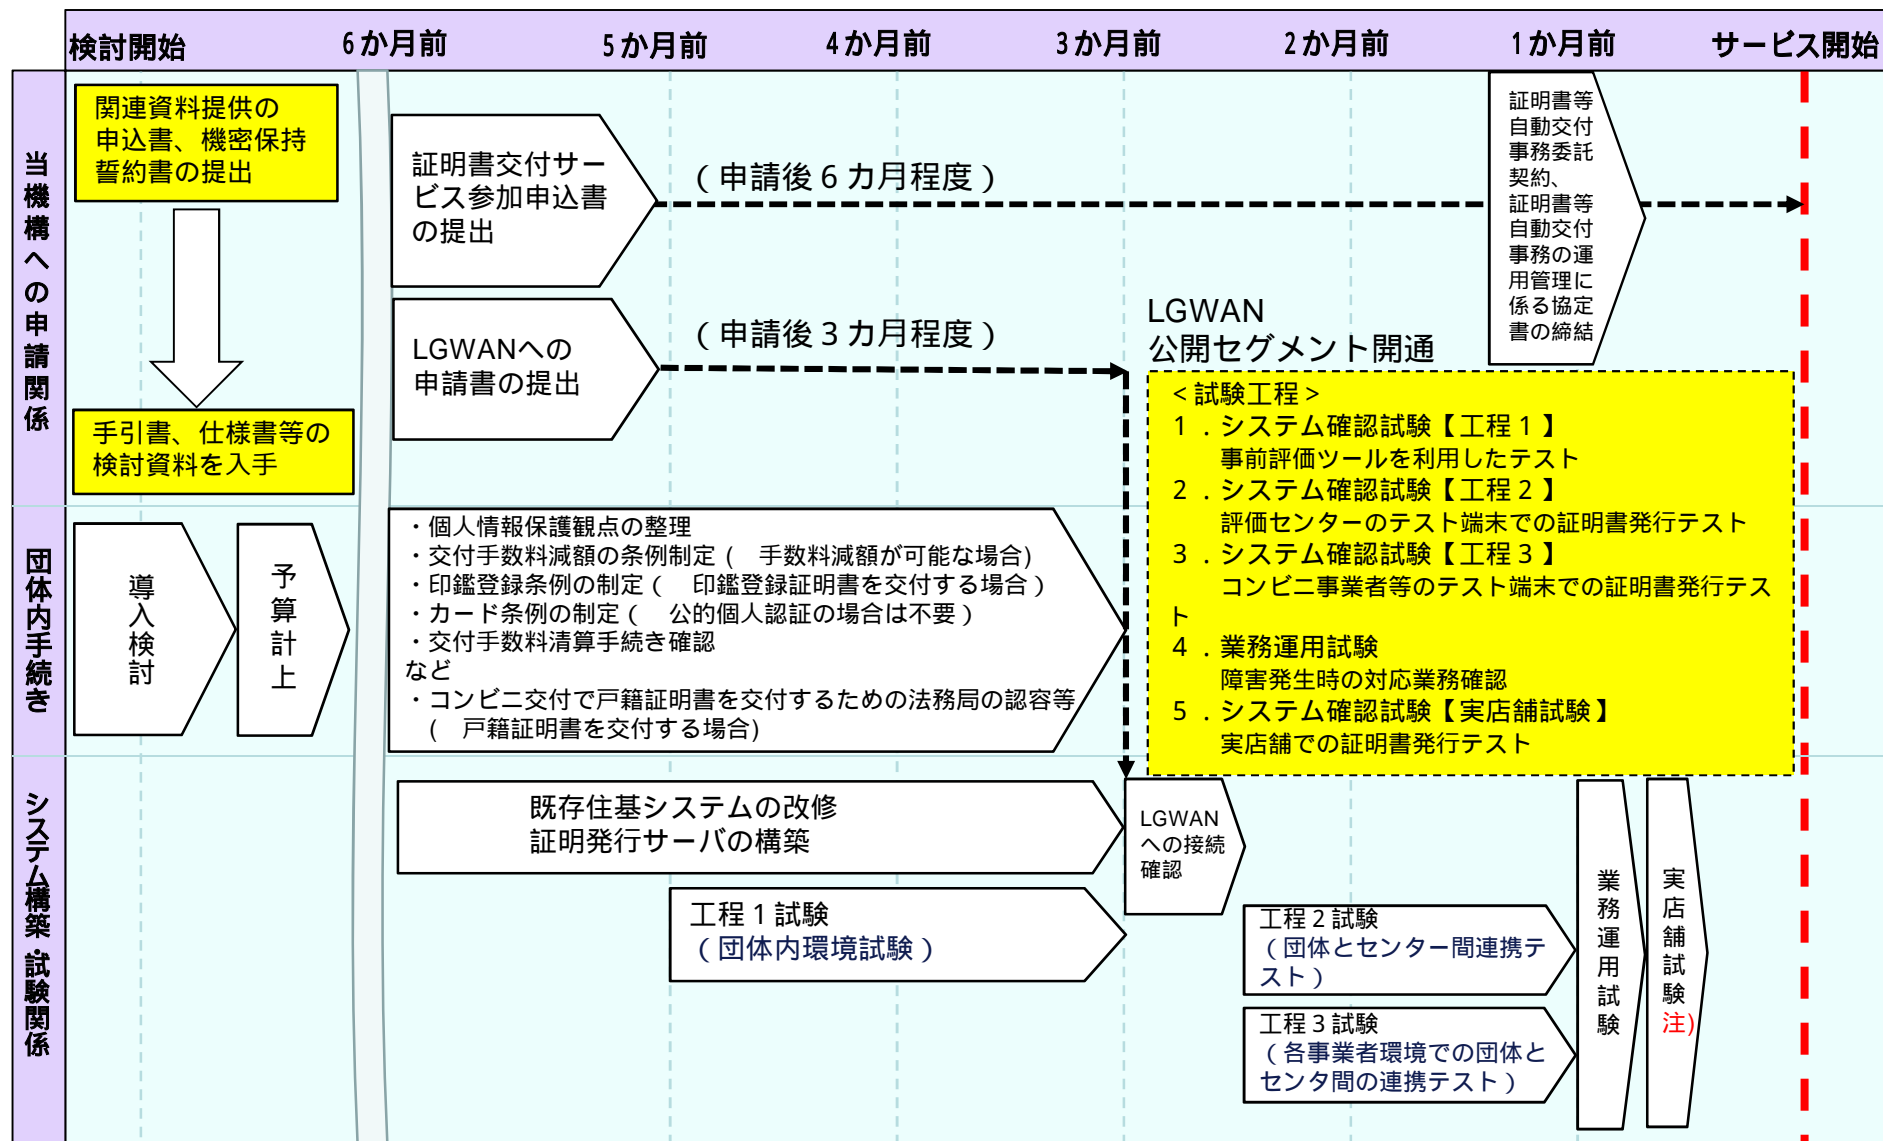 検討開始
6か月前
5か月前
4か月前
3か月前
2か月前
1か月前
サービス開始
当機構への申請関係
関連資料提供の
申込書、機密保持
誓約書の提出
手引書、仕様書等の
検討資料を入手
証明書交付サー
ビス参加申込書
の提出
(申請後6カ月程度)
LGWANへの
申請書の提出
(申請後3カ月程度)
LGWAN
公開セグメント開通
証明書等
自動交付
事務委託
契約、
証明書等
自動交付
事務の運
用管理に
係る協定
書の締結
<試験工程>
1.システム確認試験【工程1】
事前評価ツールを利用したテスト
2.システム確認試験【工程2】
評価センターのテスト端末での証明書発行テスト
3.システム確認試験【工程3】
コンビニ事業者等のテスト端末での証明書発行テス
ト
4.業務運用試験
障害発生時の対応業務確認
5.システム確認試験【実店舗試験】
実店舗での証明書発行テスト
団体内手続き
導入検討
予算計上
・個人情報保護観点の整理
・交付手数料減額の条例制定( 手数料減額が可能な場合)
・印鑑登録条例の制定( 印鑑登録証明書を交付する場合)
・カード条例の制定( 公的個人認証の場合は不要)
・交付手数料清算手続き確認
など
・コンビニ交付で戸籍証明書を交付するための法務局の認容等
( 戸籍証明書を交付する場合)
システム構築・試験関係
既存住基システムの改修
証明発行サーバの構築
LGWAN
への接続
確認
工程1試験
(団体内環境試験)
工程2試験
(団体とセンター間連携テ
スト)
工程3試験
(各事業者環境での団体と
センタ間の連携テスト)
業務運用試験
実店舗試験注)